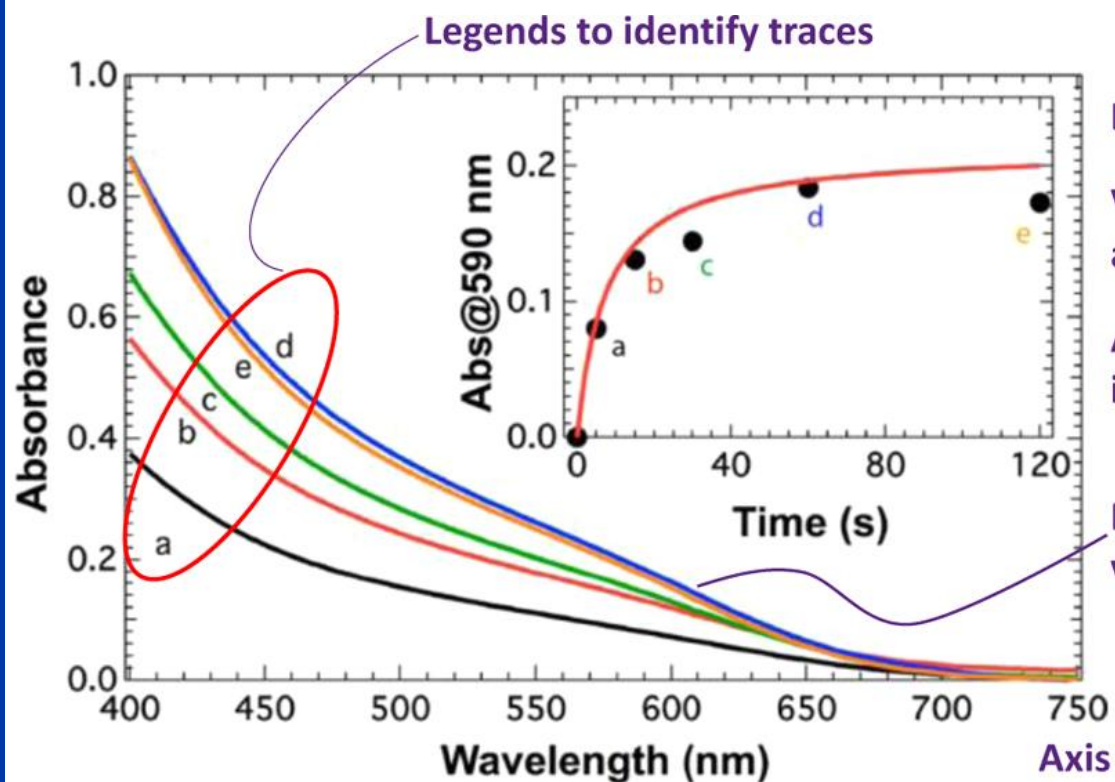 Legends to identify traces
1.0
0.8
0.6
0.4
0.2
0.0
Absorbance
400 450 500 550 600 650 700 750
Wavelength (nm)
a
b
c
e
d
0.2
0.1
0.0
Abs@590 nm
0 40 80 120
Time (s)
a
b
c
d
e
Axis